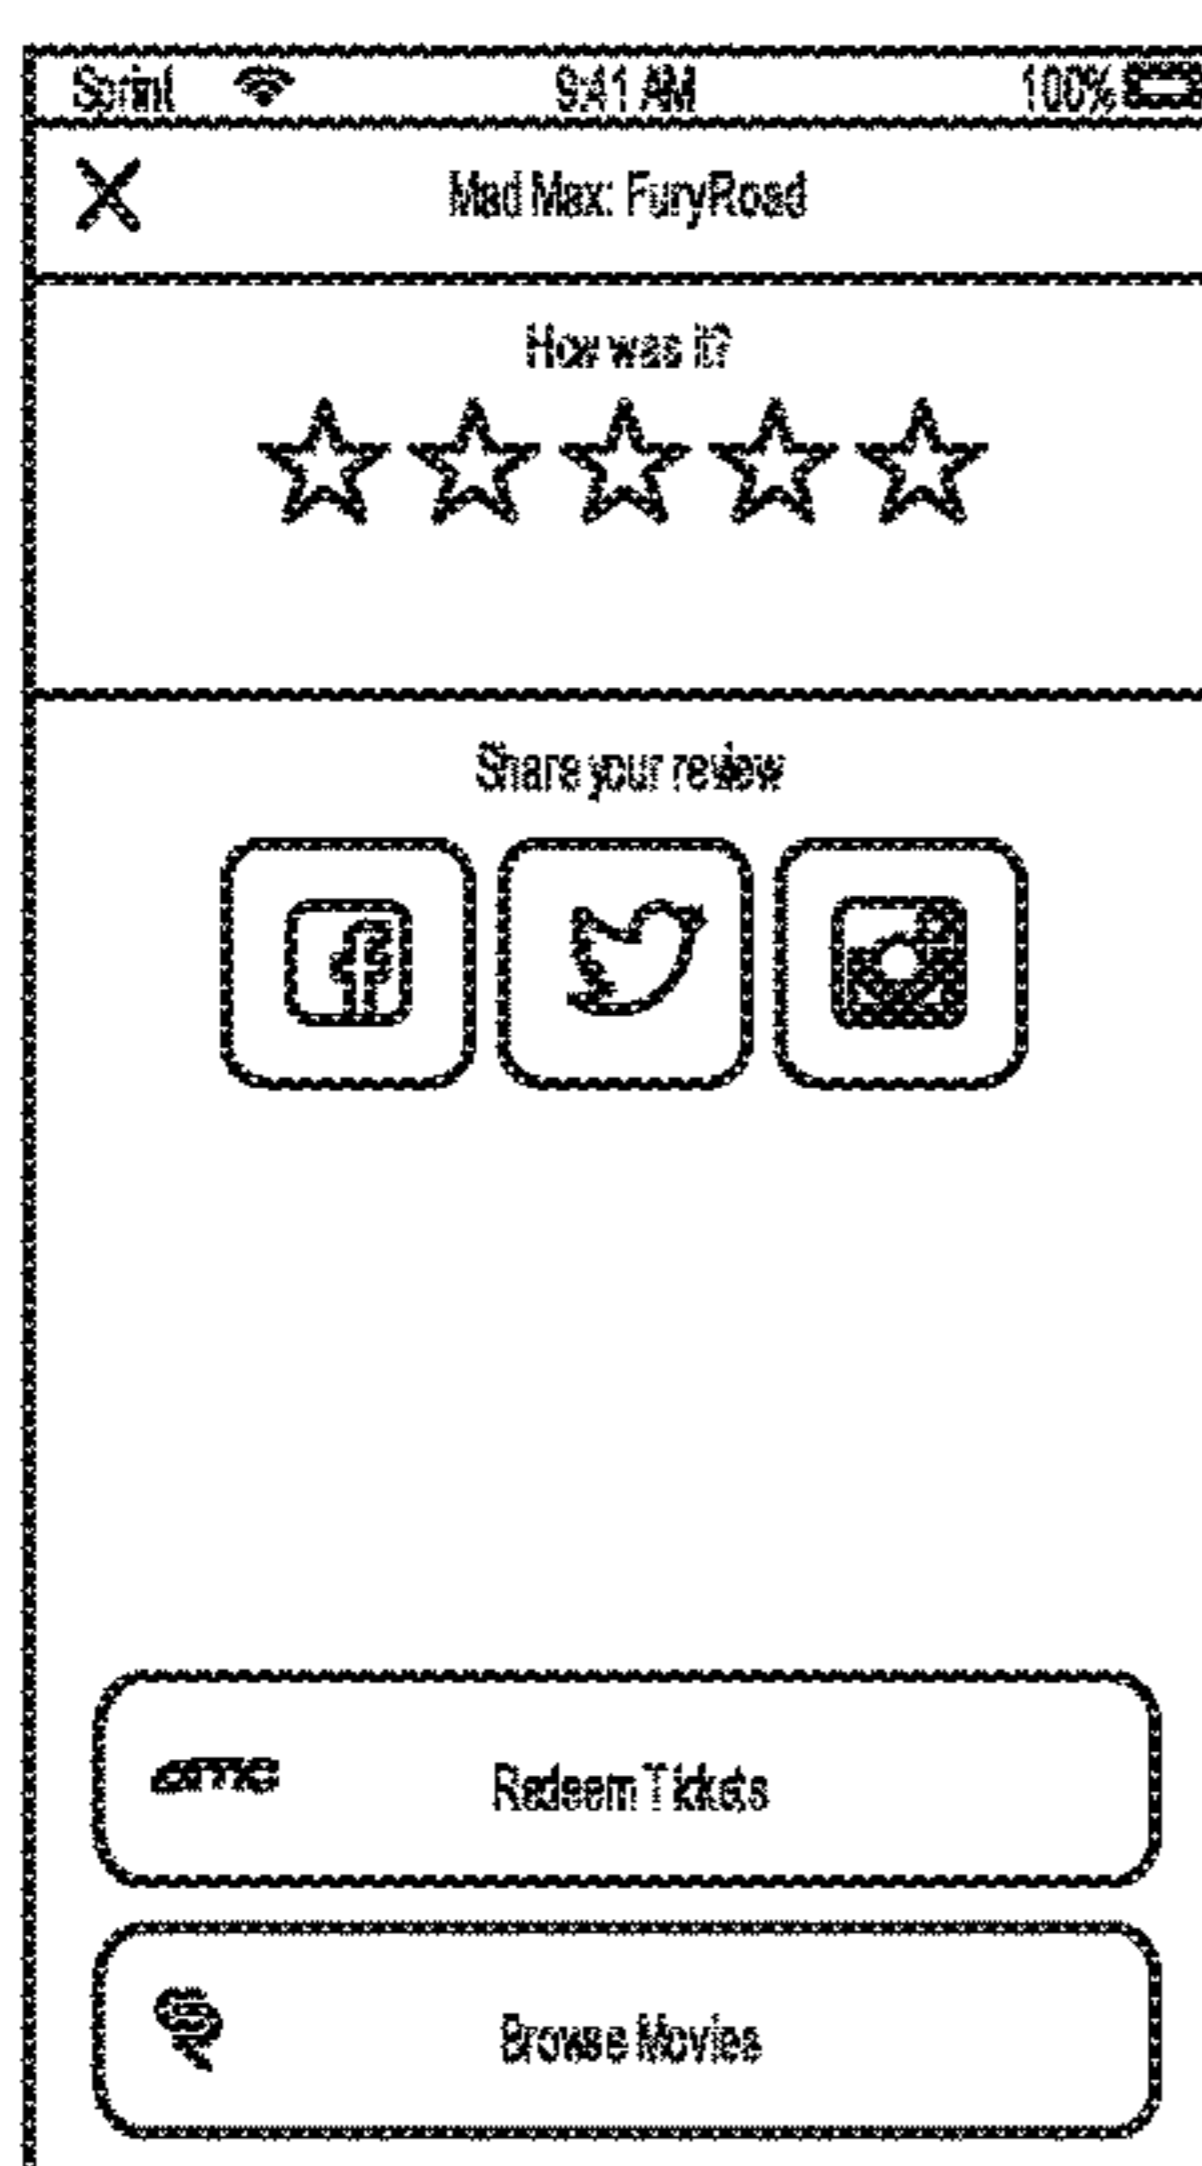 Sprint 9:41 AM 100%
Mad Max: FuryRoad
How was it?
Share your review
f
amc Redeem Tickets
Browse Movies